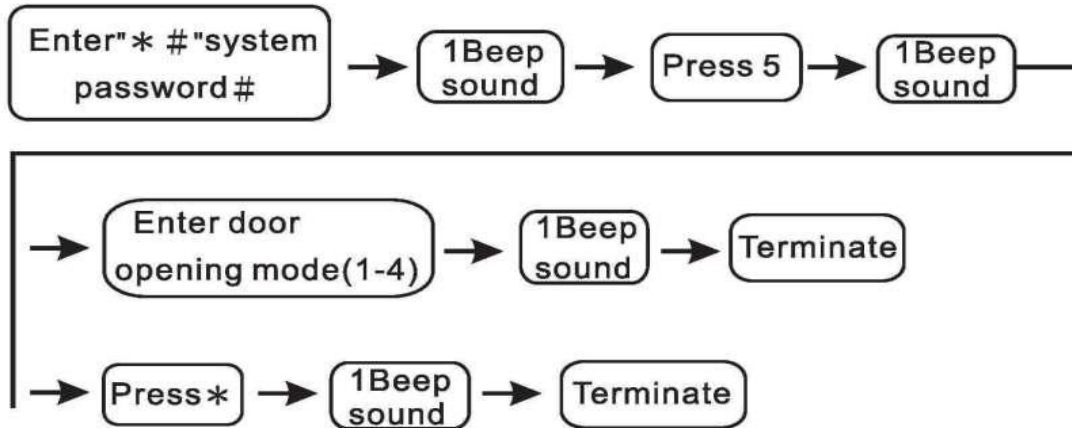 Enter"* #"system
password#
1Beep
sound
Press 5
1Beep
sound
Enter door
opening mode(1-4)
1Beep
sound
Terminate
Press*
1Beep
sound
Terminate